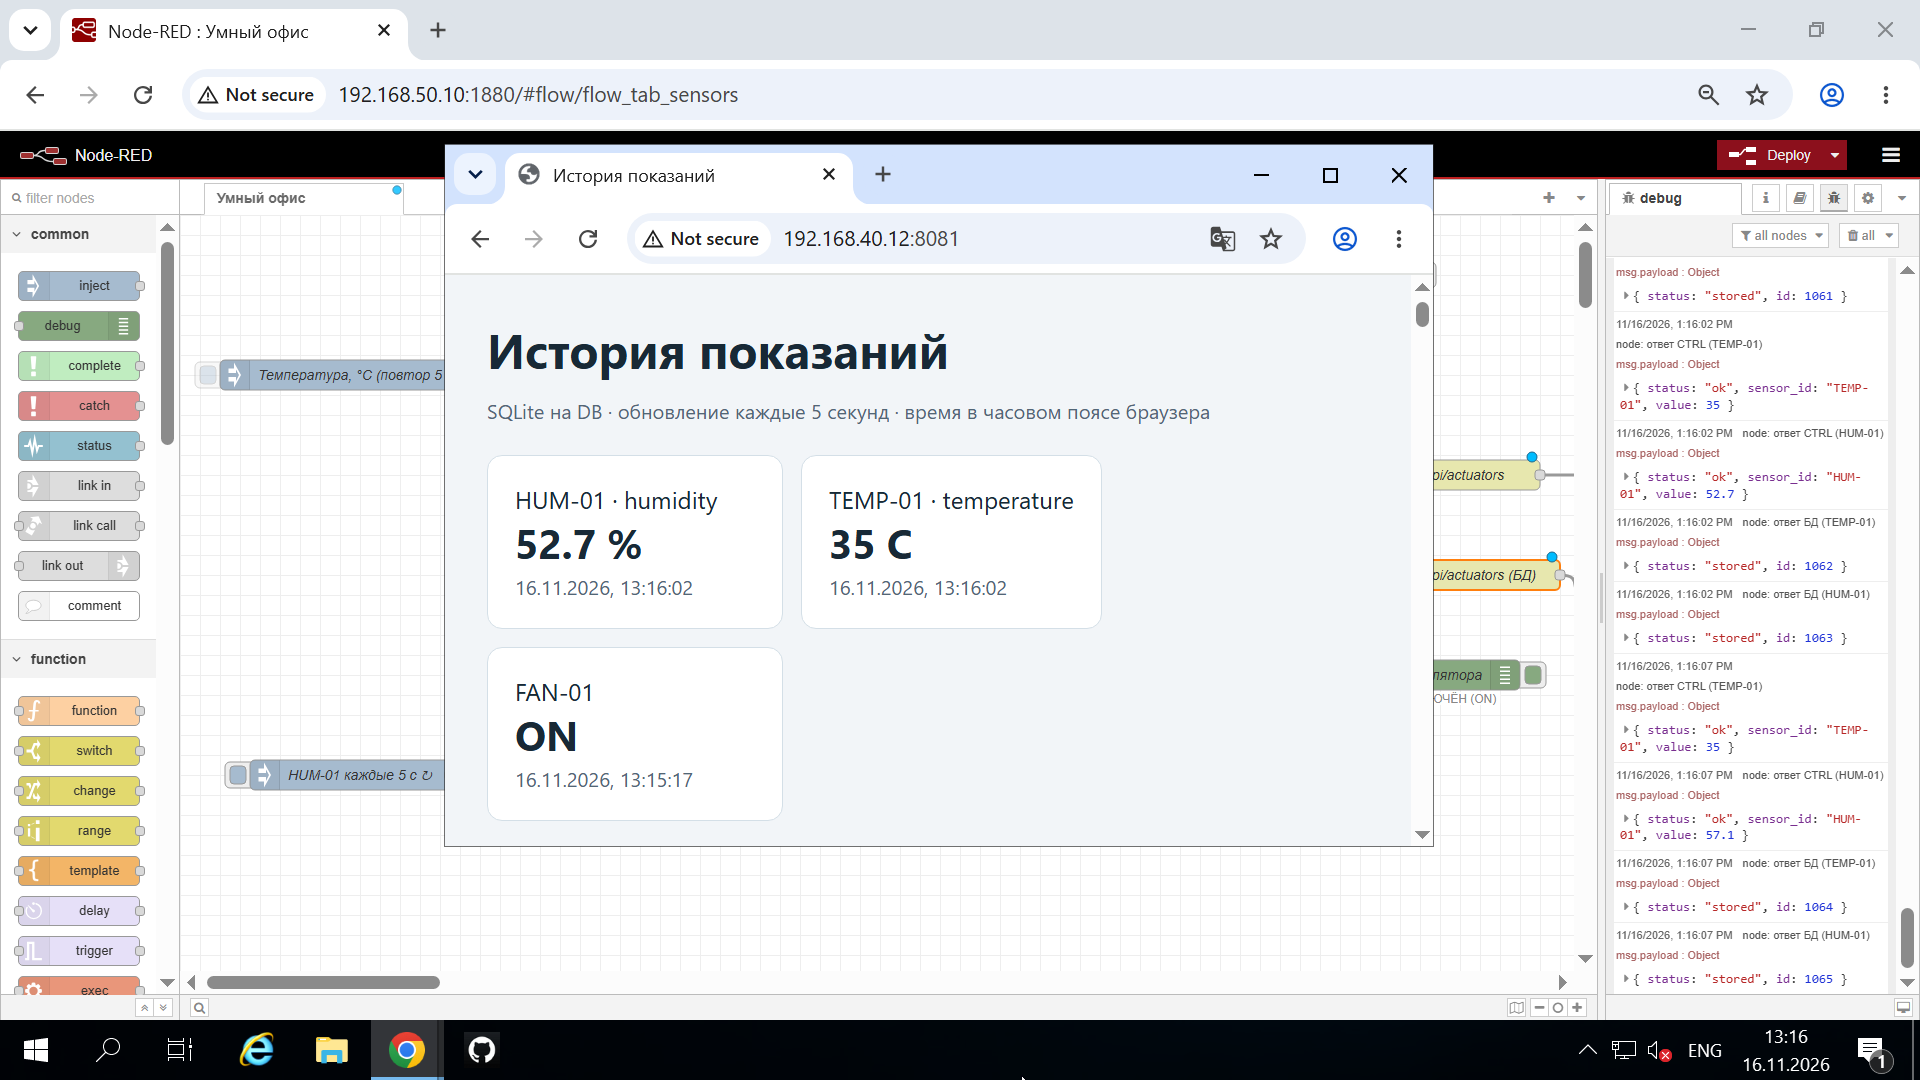 Node-RED : Умный офис
Not secure
192.168.50.10:1880/#flow/flow_tab_sensors
Node-RED
Deploy
filter nodes
common
inject
debug
complete
catch
status
link in
link call
link out
comment
function
function
switch
change
range
template
delay
trigger
exec
Умный офис
Температура, °C (повтор 5
HUM-01 каждые 5 с ↻
История показаний
Not secure
192.168.40.12:8081
История показаний
SQLite на DB · обновление каждые 5 секунд · время в часовом поясе браузера
HUM-01 · humidity
52.7 %
16.11.2026, 13:16:02
TEMP-01 · temperature
35 C
16.11.2026, 13:16:02
FAN-01
ON
16.11.2026, 13:15:17
pi/actuators
pi/actuators (БД)
лятора
ОЧЁН (ON)
debug
all nodes
all
msg.payload : Object
{ status: "stored", id: 1061 }
11/16/2026, 1:16:02 PM
node: ответ CTRL (TEMP-01)
msg.payload : Object
{ status: "ok", sensor_id: "TEMP-
01", value: 35 }
11/16/2026, 1:16:02 PM node: ответ CTRL (HUM-01)
msg.payload : Object
{ status: "ok", sensor_id: "HUM-
01", value: 52.7 }
11/16/2026, 1:16:02 PM node: ответ БД (TEMP-01)
msg.payload : Object
{ status: "stored", id: 1062 }
11/16/2026, 1:16:02 PM node: ответ БД (HUM-01)
msg.payload : Object
{ status: "stored", id: 1063 }
11/16/2026, 1:16:07 PM
node: ответ CTRL (TEMP-01)
msg.payload : Object
{ status: "ok", sensor_id: "TEMP-
01", value: 35 }
11/16/2026, 1:16:07 PM node: ответ CTRL (HUM-01)
msg.payload : Object
{ status: "ok", sensor_id: "HUM-
01", value: 57.1 }
11/16/2026, 1:16:07 PM node: ответ БД (TEMP-01)
msg.payload : Object
{ status: "stored", id: 1064 }
11/16/2026, 1:16:07 PM node: ответ БД (HUM-01)
msg.payload : Object
{ status: "stored", id: 1065 }
ENG
13:16
16.11.2026
1